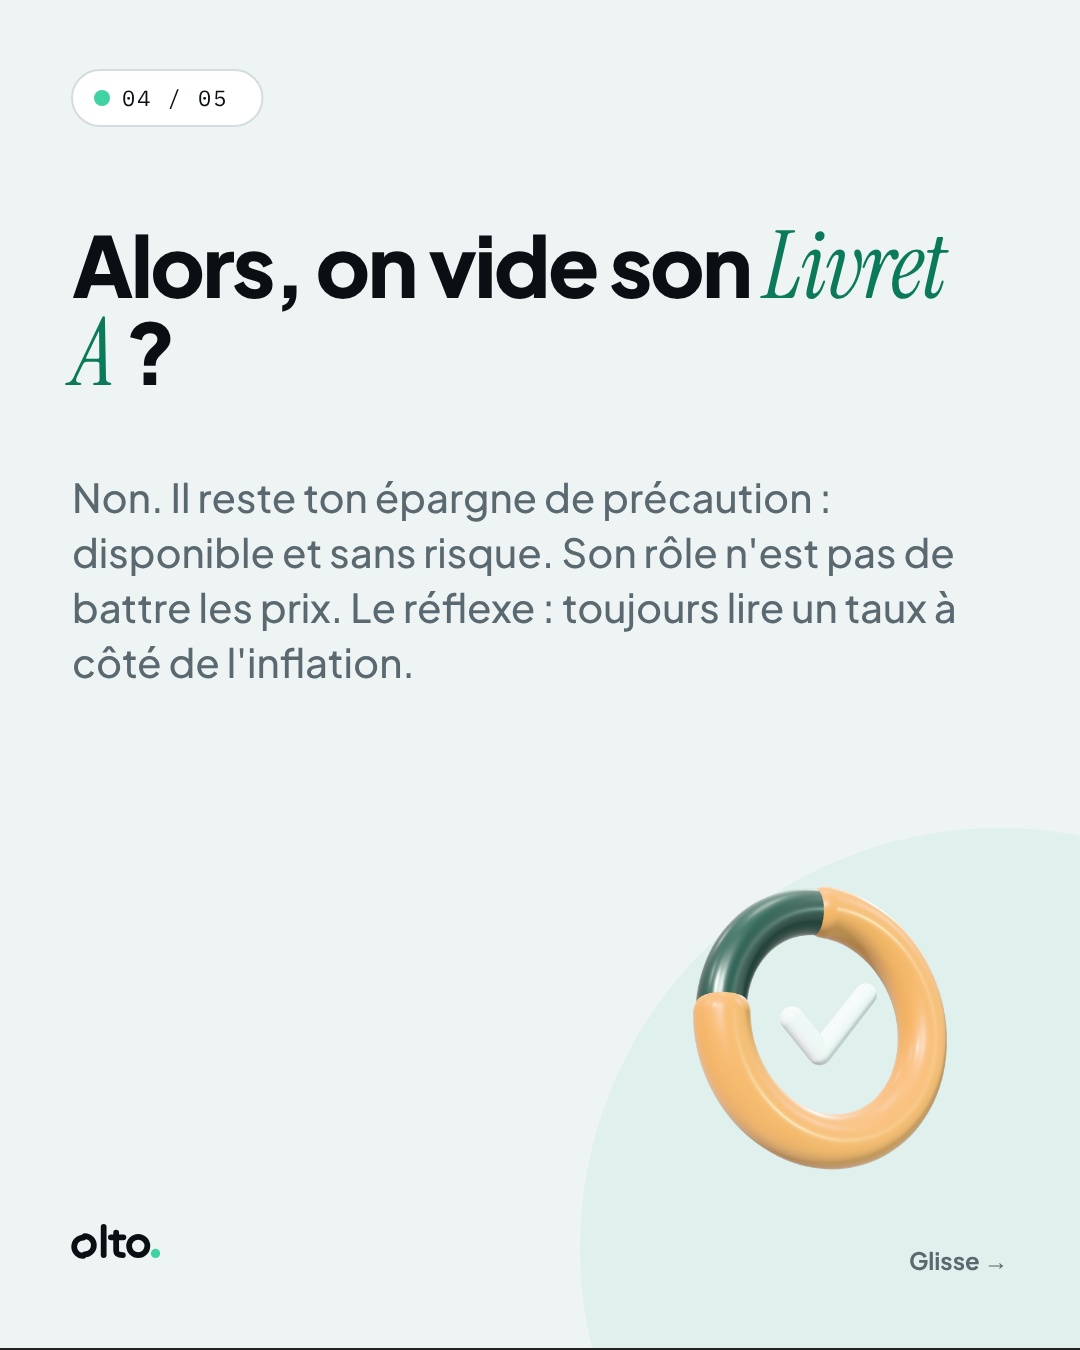 04 / 05
Alors, on vide son Livret
A ?
Non. Il reste ton épargne de précaution :
disponible et sans risque. Son rôle n'est pas de
battre les prix. Le réflexe : toujours lire un taux à
côté de l'inflation.
olto.
Glisse →